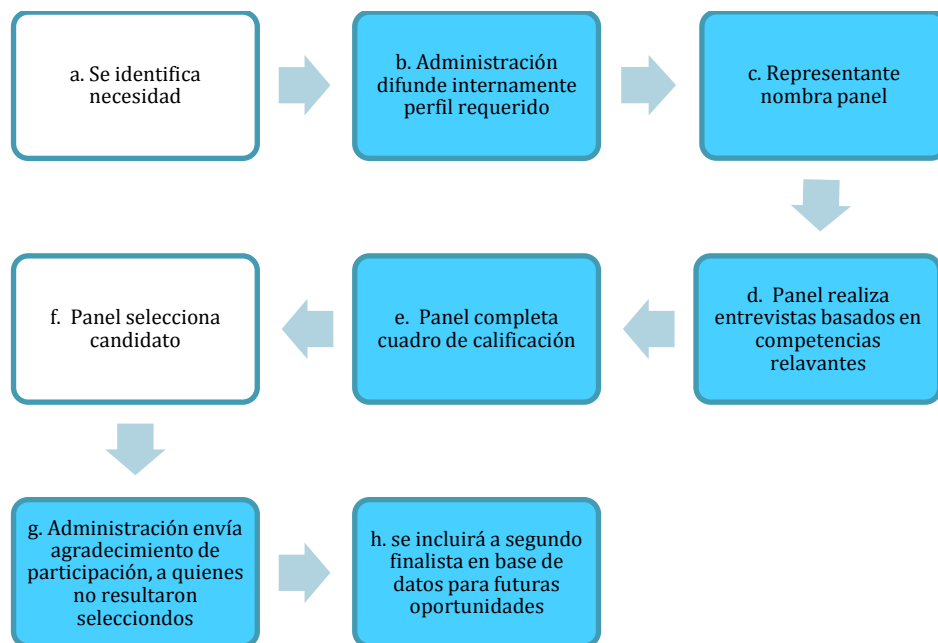 a. Se identifica
necesidad
b. Administración
difunde internamente
perfil requerido
c. Representante
nombra panel
d. Panel realiza
entrevistas basados en
competencias
relavantes
e. Panel completa
cuadro de calificación
f. Panel selecciona
candidato
g. Administración envía
agradecimiento de
participación, a quienes
no resultaron
selecciondos
h. se incluirá a segundo
finalista en base de
datos para futuras
oportunidades